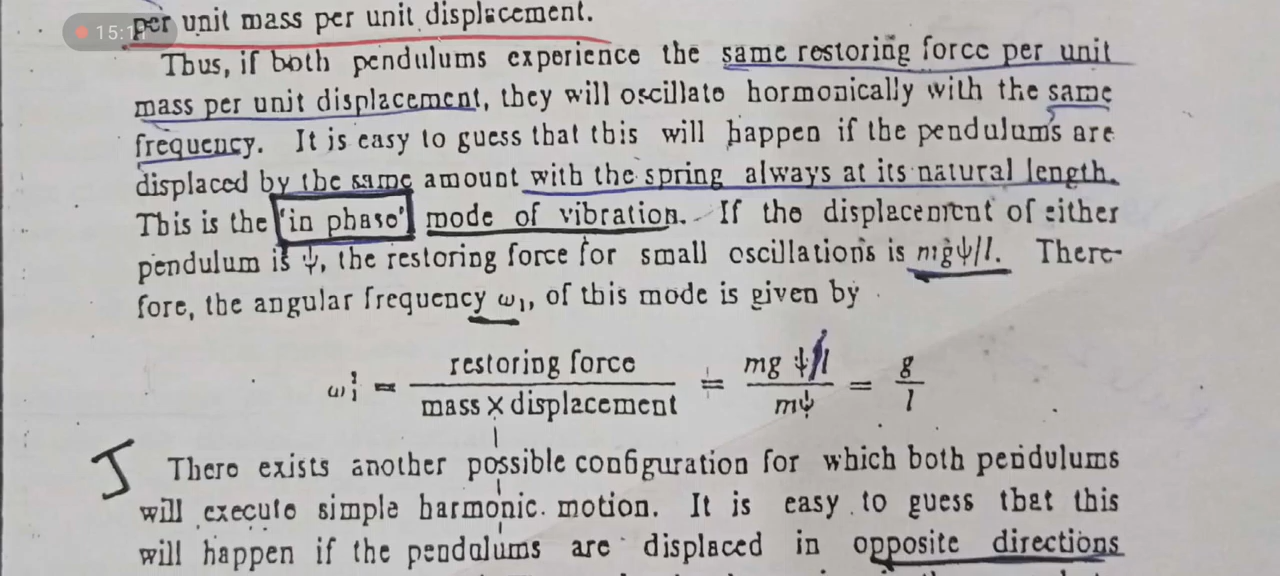 per unit mass per unit displacement.
15:1
Thus, if both pendulums experience the same restoring force per unit
mass per unit displacement, they will oscillate hormonically with the same
frequency. It is easy to guess that this will happen if the pendulums are
displaced by the same amount with the spring always at its natural length.
This is the 'in phase' mode of vibration. If the displacement of either
pendulum is ψ, the restoring force for small oscillations is mgψ/l. There-
fore, the angular frequency ω₁, of this mode is given by
ω₁² = restoring force / mass × displacement = mg ψ/l / mψ = g / l
There exists another possible configuration for which both pendulums
will execute simple harmonic motion. It is easy to guess that this
will happen if the pendulums are displaced in opposite directions